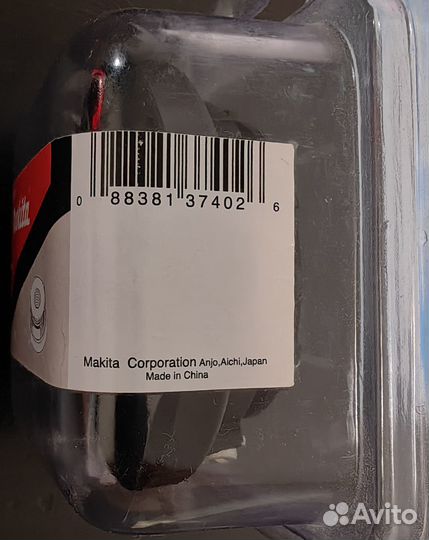 0 88381 37402 6
Makita Corporation Anjo,Aichi,Japan
Made in China
Avito